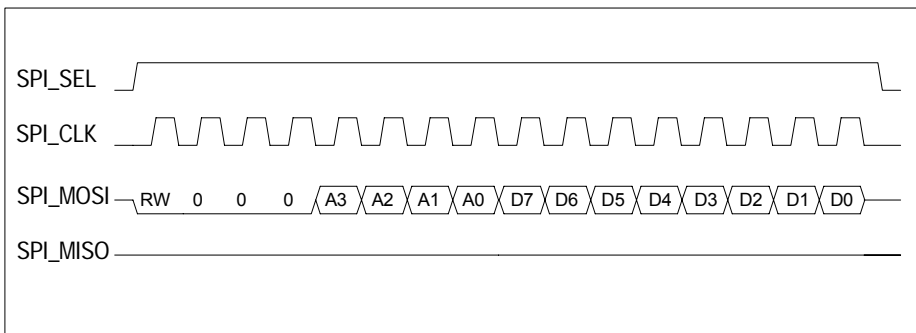 SPI_SEL
SPI_CLK
SPI_MOSI RW 0 0 0 A3 A2 A1 A0 D7 D6 D5 D4 D3 D2 D1 D0
SPI_MISO